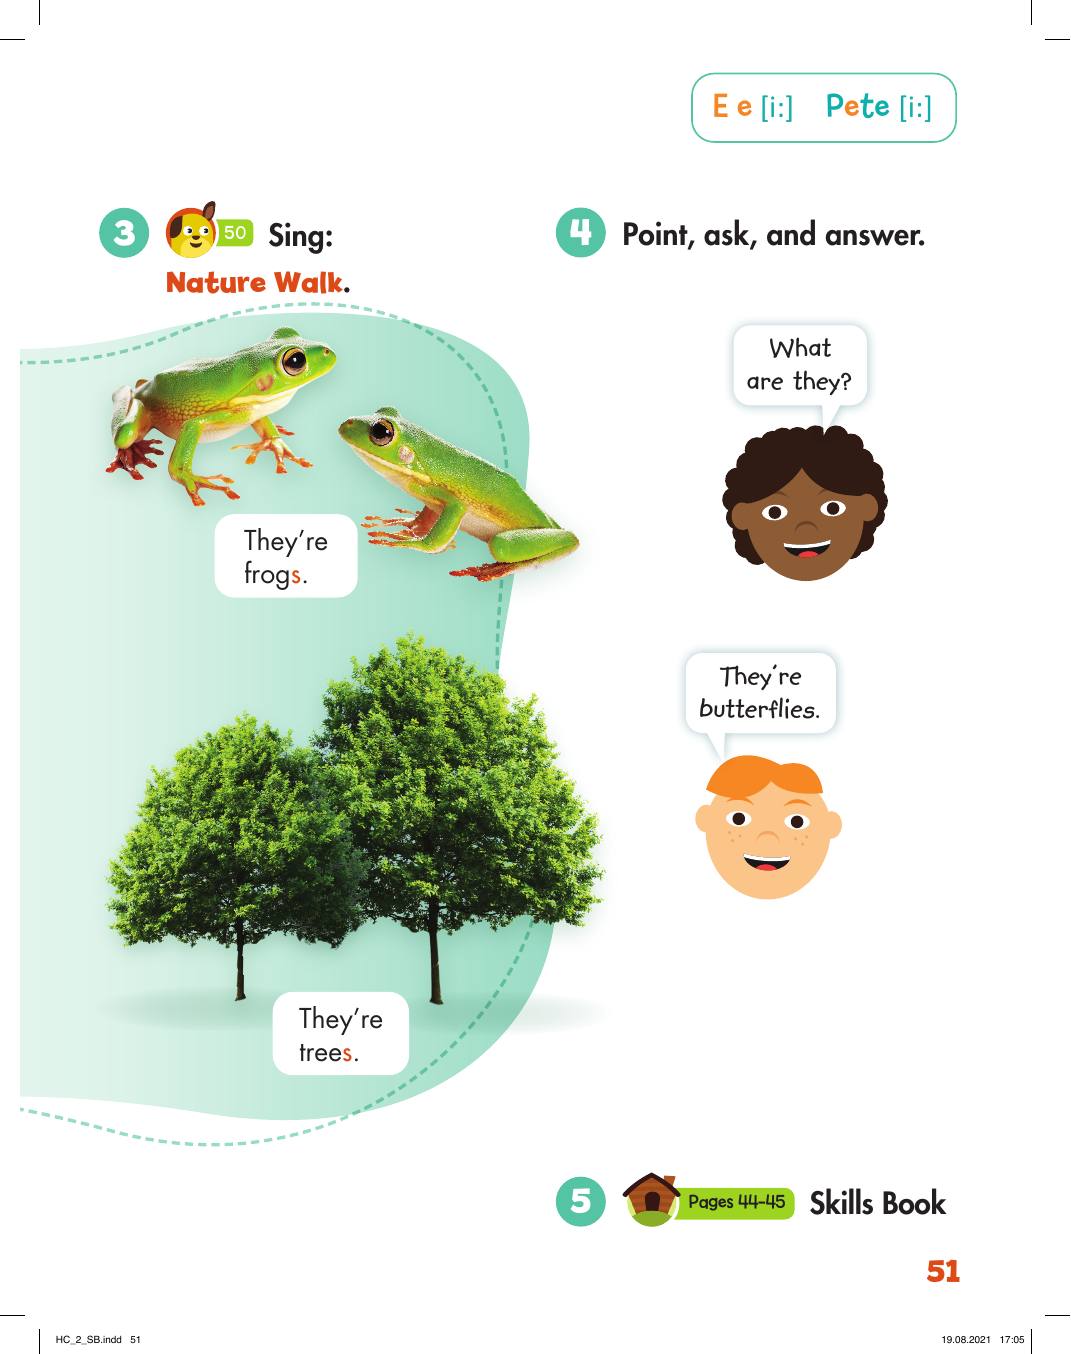 E e [i:] Pete [i:]
3 50 Sing:
Nature Walk.
They're
frogs.
They're
trees.
4 Point, ask, and answer.
What
are they?
They're
butterflies.
5 Pages 44–45 Skills Book
51
HC_2_SB.indd 51
19.08.2021 17:05